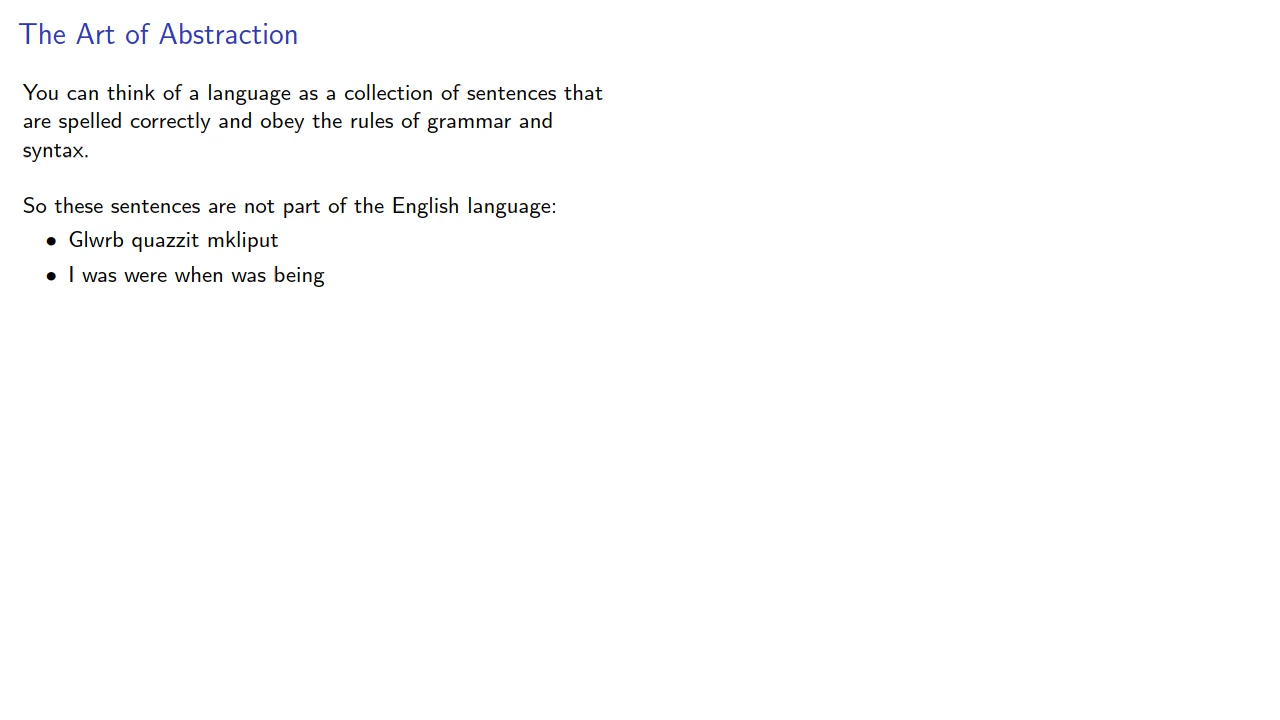 The Art of Abstraction
You can think of a language as a collection of sentences that
are spelled correctly and obey the rules of grammar and
syntax.
So these sentences are not part of the English language:
• Glwrb quazzit mkliput
• I was were when was being